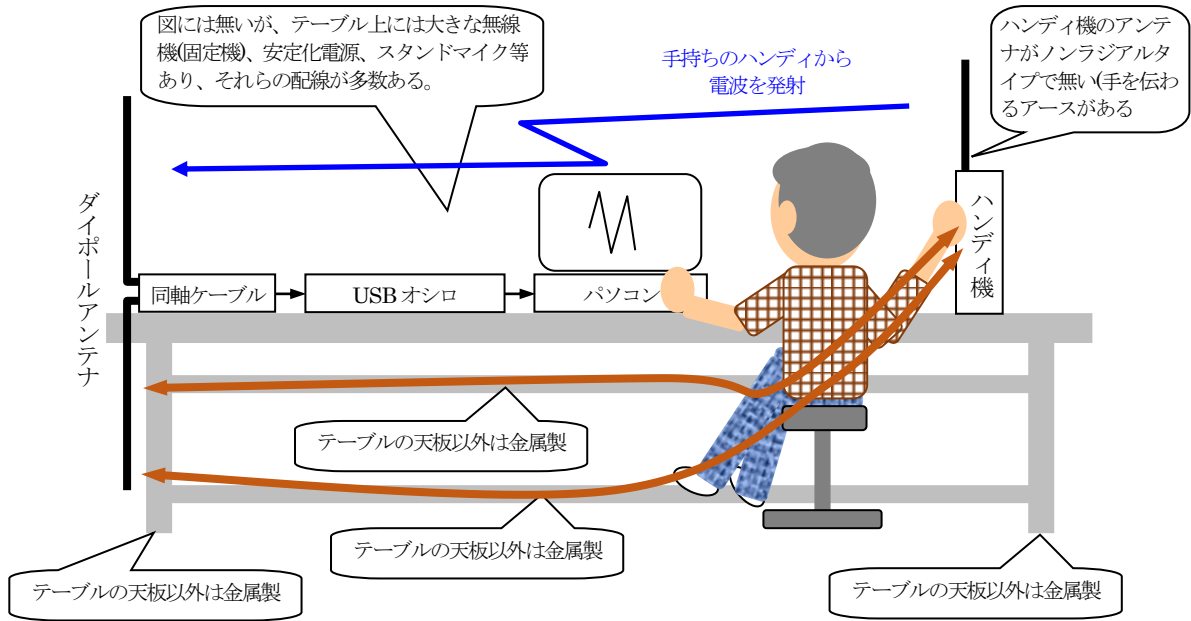 図には無いが、テーブル上には大きな無線
機(固定機)、安定化電源、スタンドマイク等
あり、それらの配線が多数ある。
手持ちのハンディから
電波を発射
ハンディ機のアンテ
ナがノンラジアルタ
イプで無い(手を伝わ
るアースがある
ダイポールアンテナ
同軸ケーブル
USB オシロ
パソコン
ハンディ機
テーブルの天板以外は金属製
テーブルの天板以外は金属製
テーブルの天板以外は金属製
テーブルの天板以外は金属製